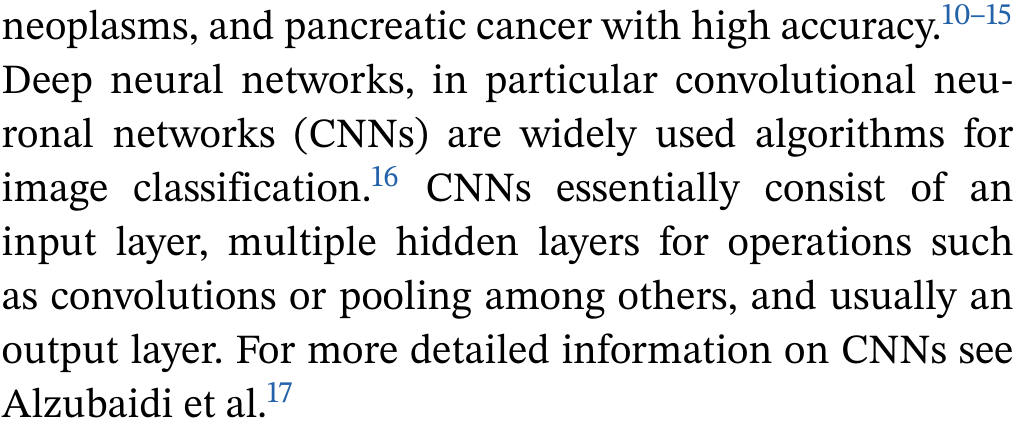 neoplasms, and pancreatic cancer with high accuracy.10–15
Deep neural networks, in particular convolutional neu-
ronal networks (CNNs) are widely used algorithms for
image classification.16 CNNs essentially consist of an
input layer, multiple hidden layers for operations such
as convolutions or pooling among others, and usually an
output layer. For more detailed information on CNNs see
Alzubaidi et al.17